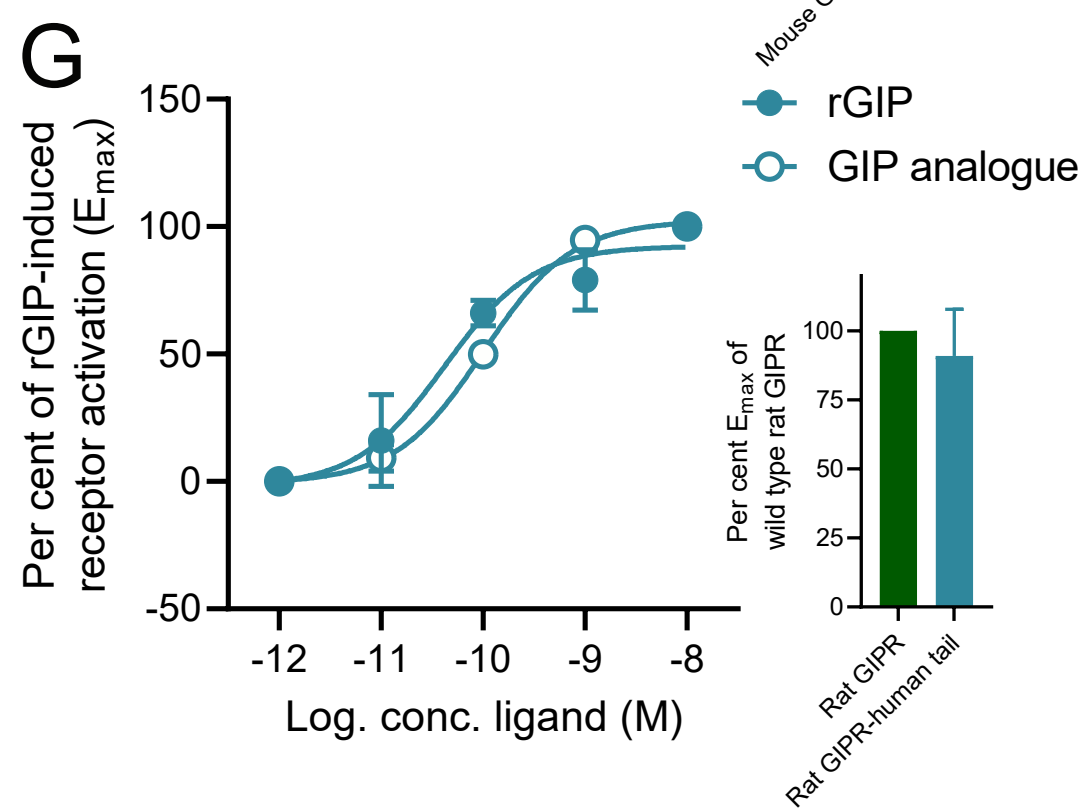 G
Mouse
rGIP
GIP analogue
Per cent of rGIP-induced
receptor activation (Emax)
150
100
50
0
-50
-12 -11 -10 -9 -8
Log. conc. ligand (M)
Per cent Emax of
wild type rat GIPR
100
75
50
25
0
Rat GIPR
Rat GIPR-human tail